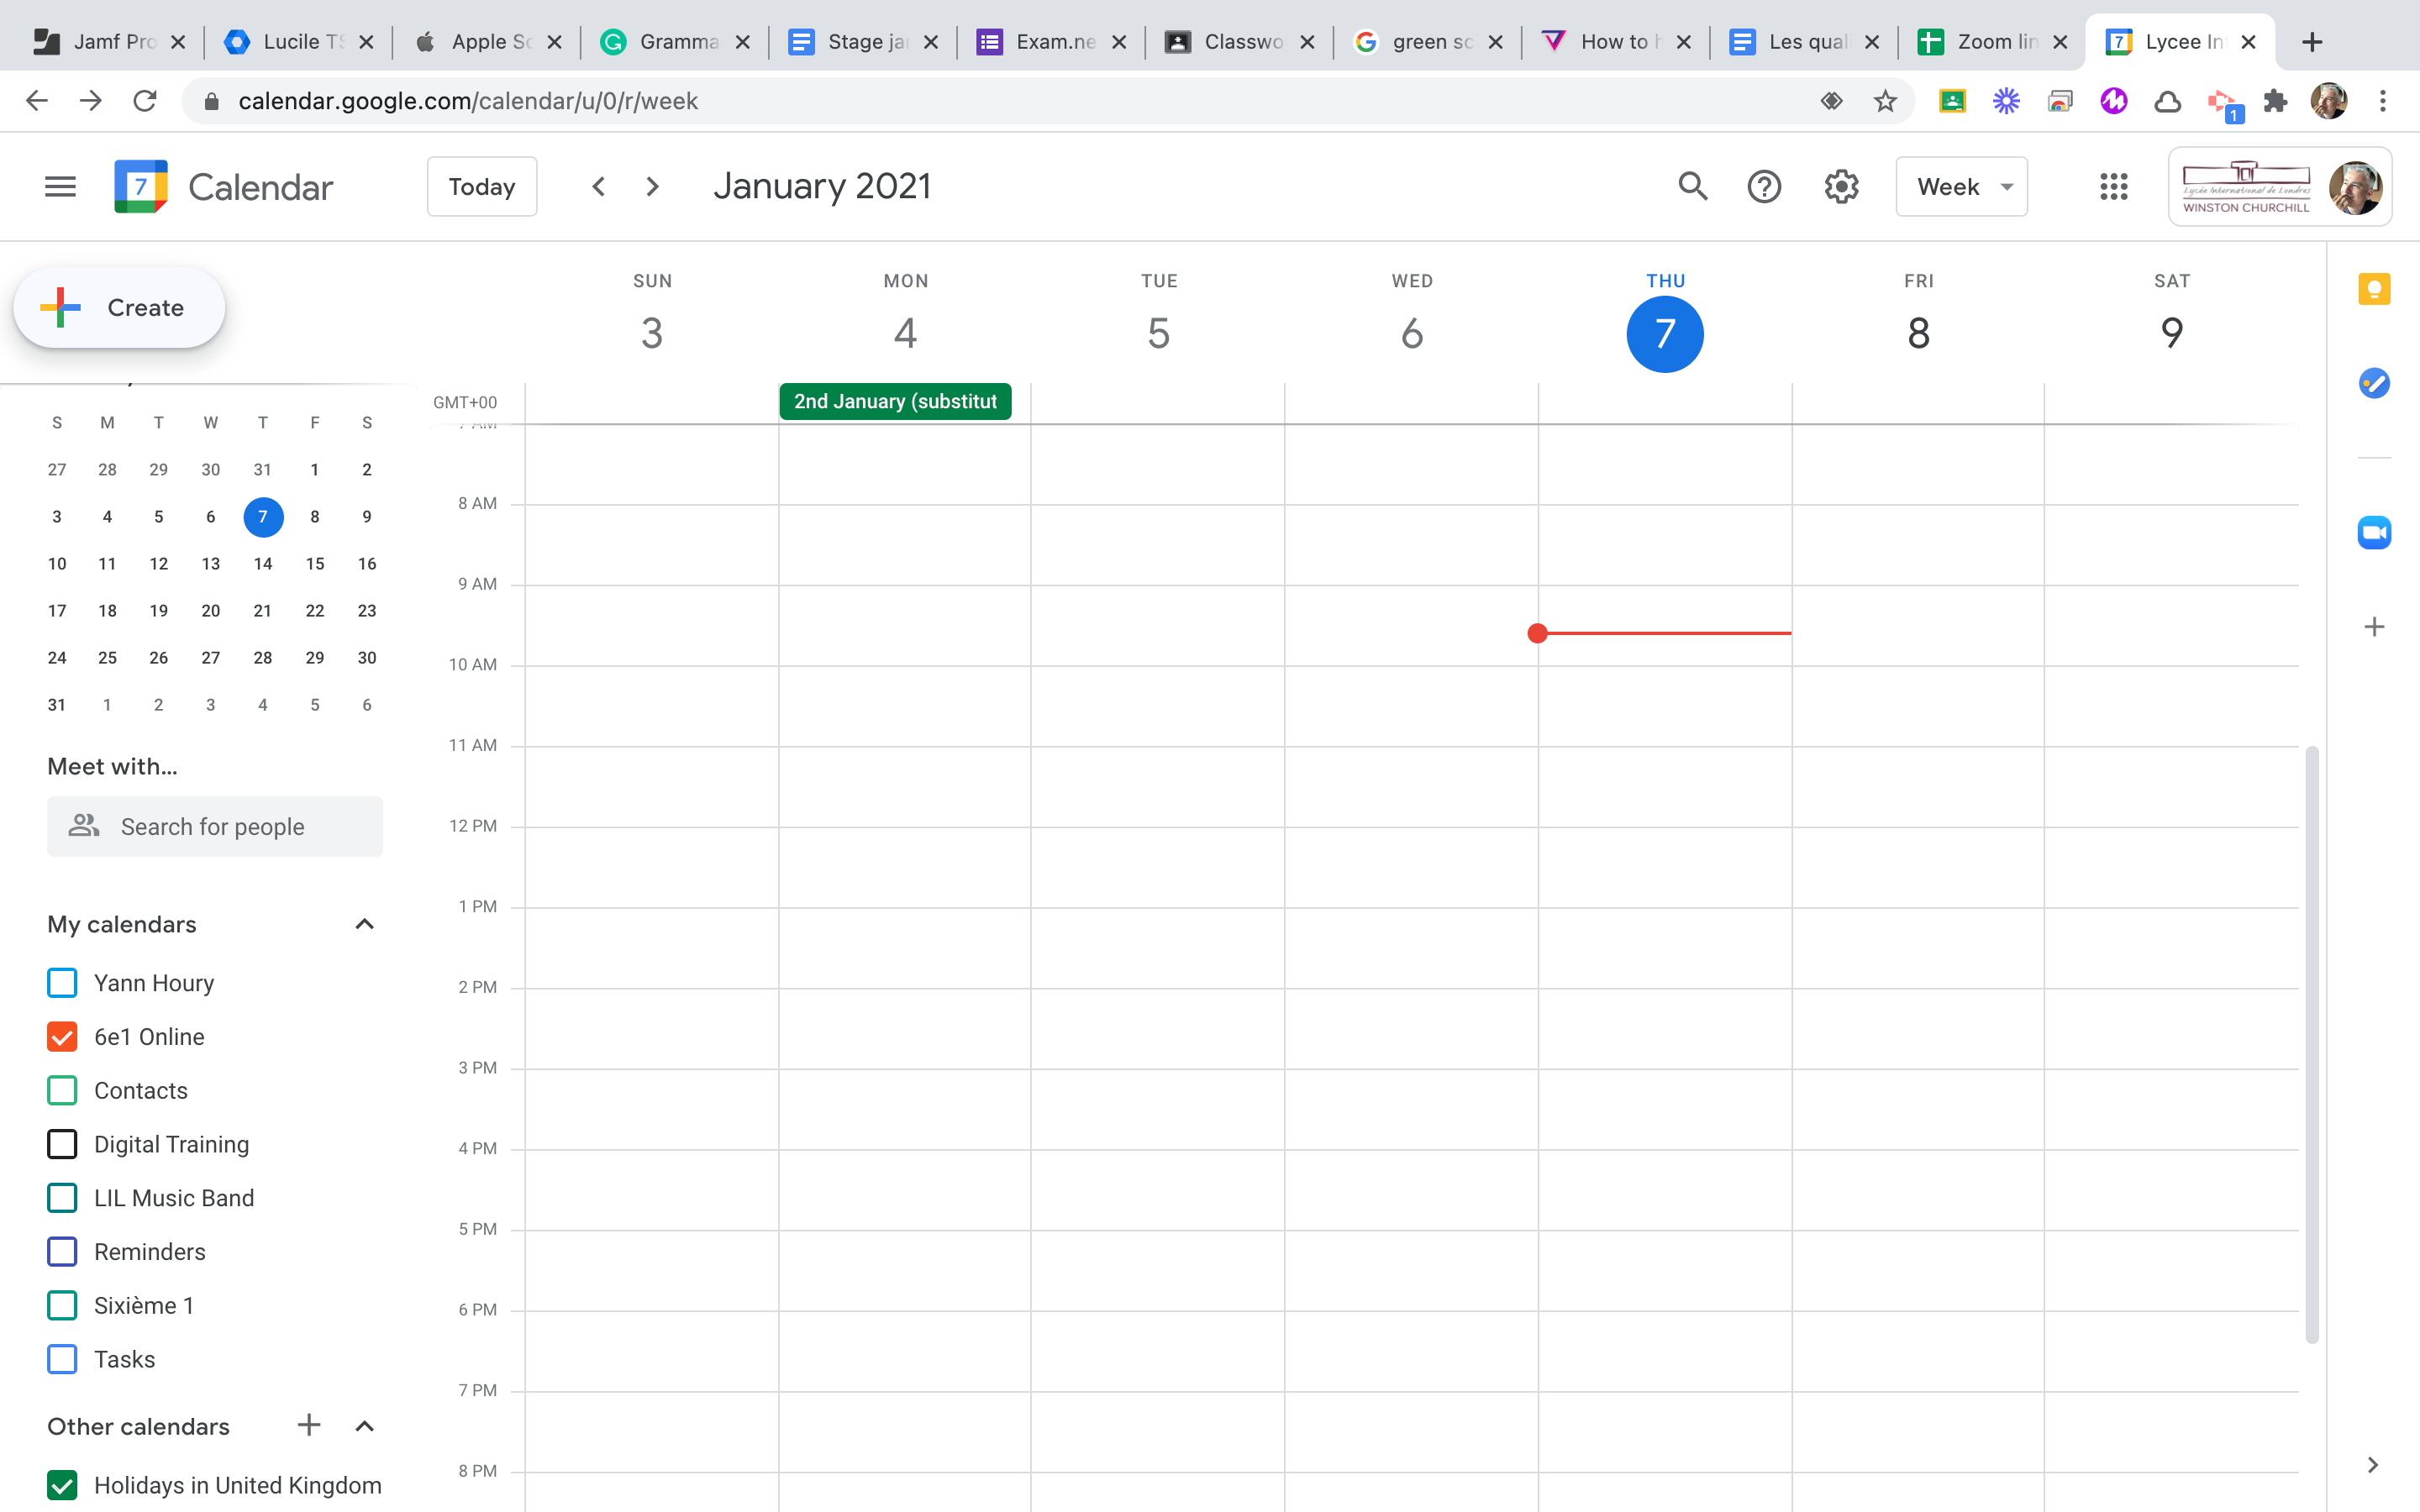 Jamf Pro
Lucile TS
Apple Sc
Gramma
Stage jan
Exam.ne
Classwo
green sc
How to h
Les qual
Zoom lin
Lycee In
calendar.google.com/calendar/u/0/r/week
1
7
Calendar
Today
January 2021
Week
Lycée International de Londres
WINSTON CHURCHILL
Create
SUN MON TUE WED THU FRI SAT
3 4 5 6 7 8 9
GMT+00
2nd January (substitut
7 AM
S M T W T F S
27 28 29 30 31 1 2
3 4 5 6 7 8 9
10 11 12 13 14 15 16
17 18 19 20 21 22 23
24 25 26 27 28 29 30
31 1 2 3 4 5 6
Meet with...
Search for people
My calendars
Yann Houry
6e1 Online
Contacts
Digital Training
LIL Music Band
Reminders
Sixième 1
Tasks
Other calendars
Holidays in United Kingdom
8 AM
9 AM
10 AM
11 AM
12 PM
1 PM
2 PM
3 PM
4 PM
5 PM
6 PM
7 PM
8 PM